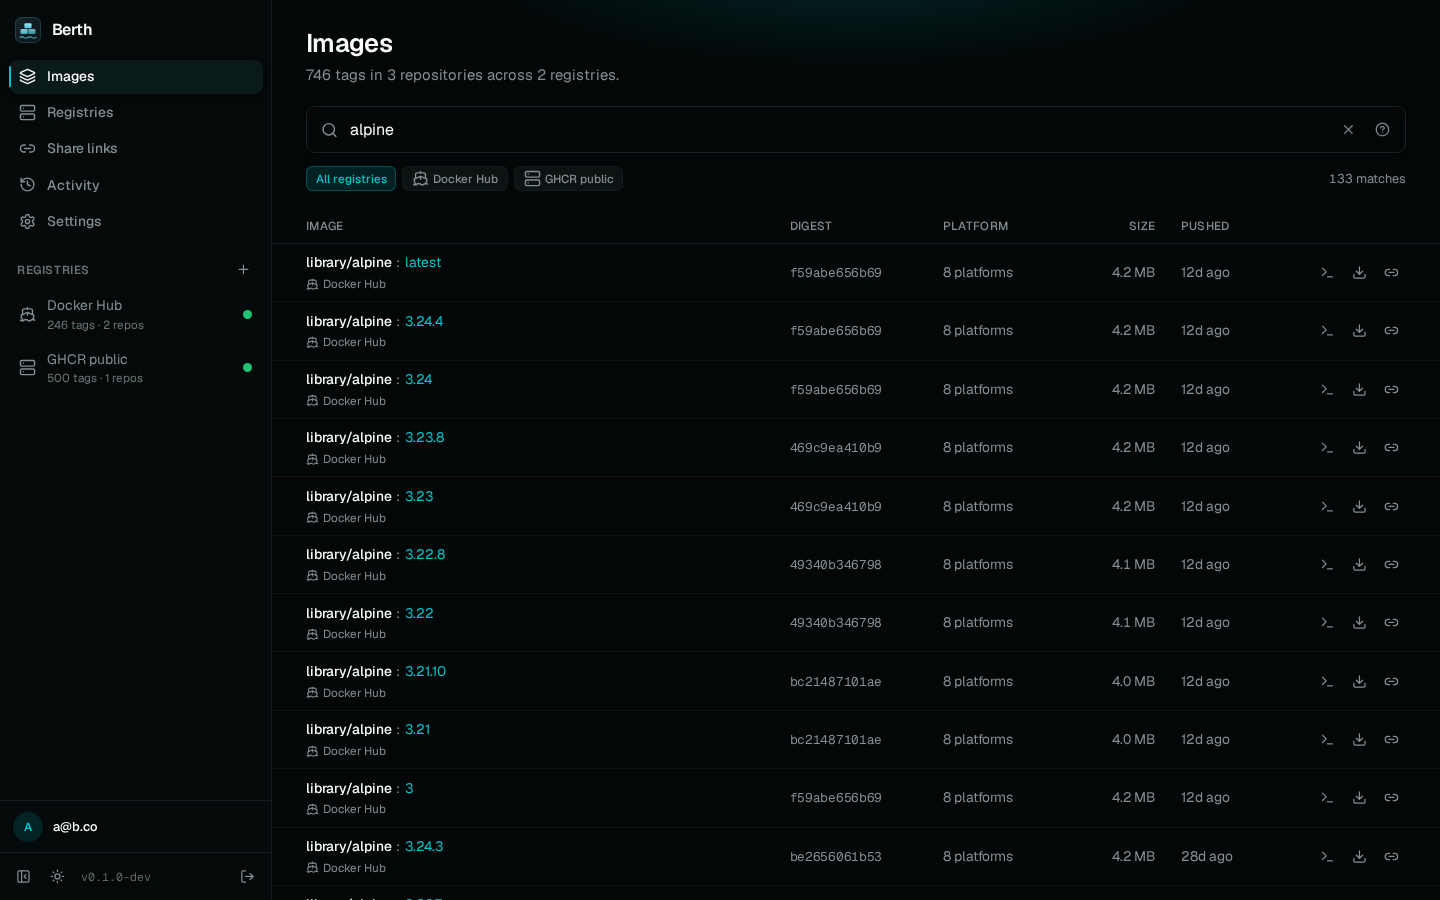 Berth
Images
Registries
Share links
Activity
Settings
REGISTRIES
Docker Hub
246 tags · 2 repos
GHCR public
500 tags · 1 repos
A a@b.co
v0.1.0-dev
Images
746 tags in 3 repositories across 2 registries.
alpine
All registries Docker Hub GHCR public 133 matches
IMAGE DIGEST PLATFORM SIZE PUSHED
library/alpine : latest
Docker Hub
f59abe656b69 8 platforms 4.2 MB 12d ago
library/alpine : 3.24.4
Docker Hub
f59abe656b69 8 platforms 4.2 MB 12d ago
library/alpine : 3.24
Docker Hub
f59abe656b69 8 platforms 4.2 MB 12d ago
library/alpine : 3.23.8
Docker Hub
469c9ea410b9 8 platforms 4.2 MB 12d ago
library/alpine : 3.23
Docker Hub
469c9ea410b9 8 platforms 4.2 MB 12d ago
library/alpine : 3.22.8
Docker Hub
49340b346798 8 platforms 4.1 MB 12d ago
library/alpine : 3.22
Docker Hub
49340b346798 8 platforms 4.1 MB 12d ago
library/alpine : 3.21.10
Docker Hub
bc21487101ae 8 platforms 4.0 MB 12d ago
library/alpine : 3.21
Docker Hub
bc21487101ae 8 platforms 4.0 MB 12d ago
library/alpine : 3
Docker Hub
f59abe656b69 8 platforms 4.2 MB 12d ago
library/alpine : 3.24.3
Docker Hub
be2656061b53 8 platforms 4.2 MB 28d ago